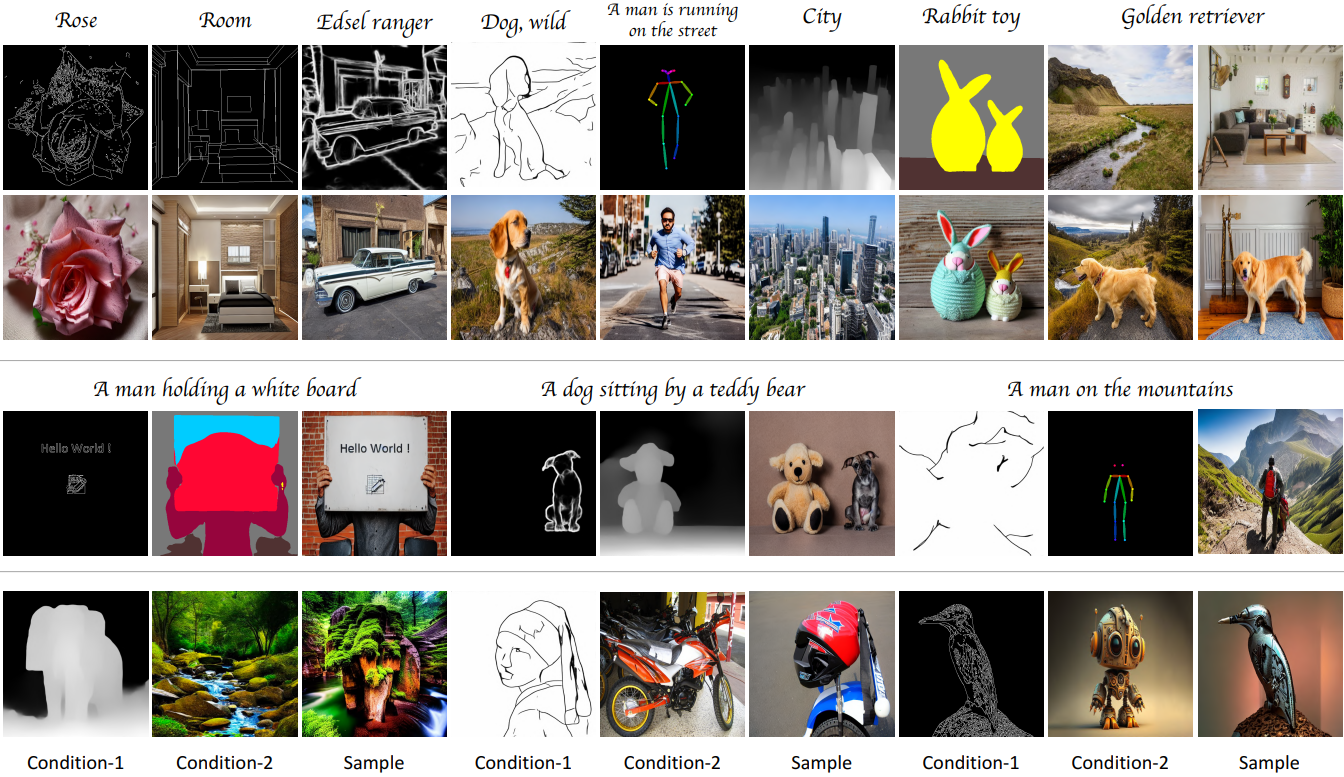 Rose
Room
Edsel ranger
Dog, wild
A man is running
on the street
City
Rabbit toy
Golden retriever
A man holding a white board
A dog sitting by a teddy bear
A man on the mountains
Hello World !
Hello World !
Condition-1
Condition-2
Sample
Condition-1
Condition-2
Sample
Condition-1
Condition-2
Sample